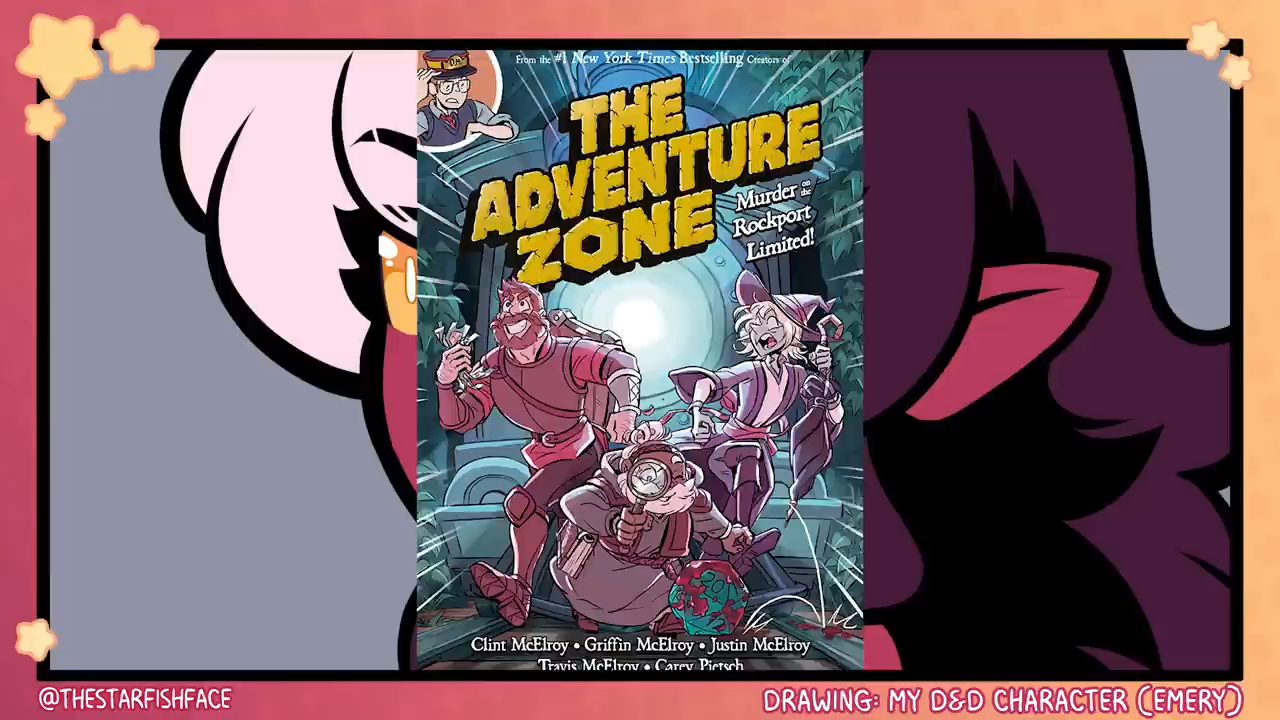 DM
From the #1 New York Times Bestselling Creators of
THE
ADVENTURE
ZONE
Murder on the
Rockport
Limited!
Clint McElroy • Griffin McElroy • Justin McElroy
Travis McElroy • Carey Pietsch
@THESTARFISHFACE
DRAWING: MY D&D CHARACTER (EMERY)